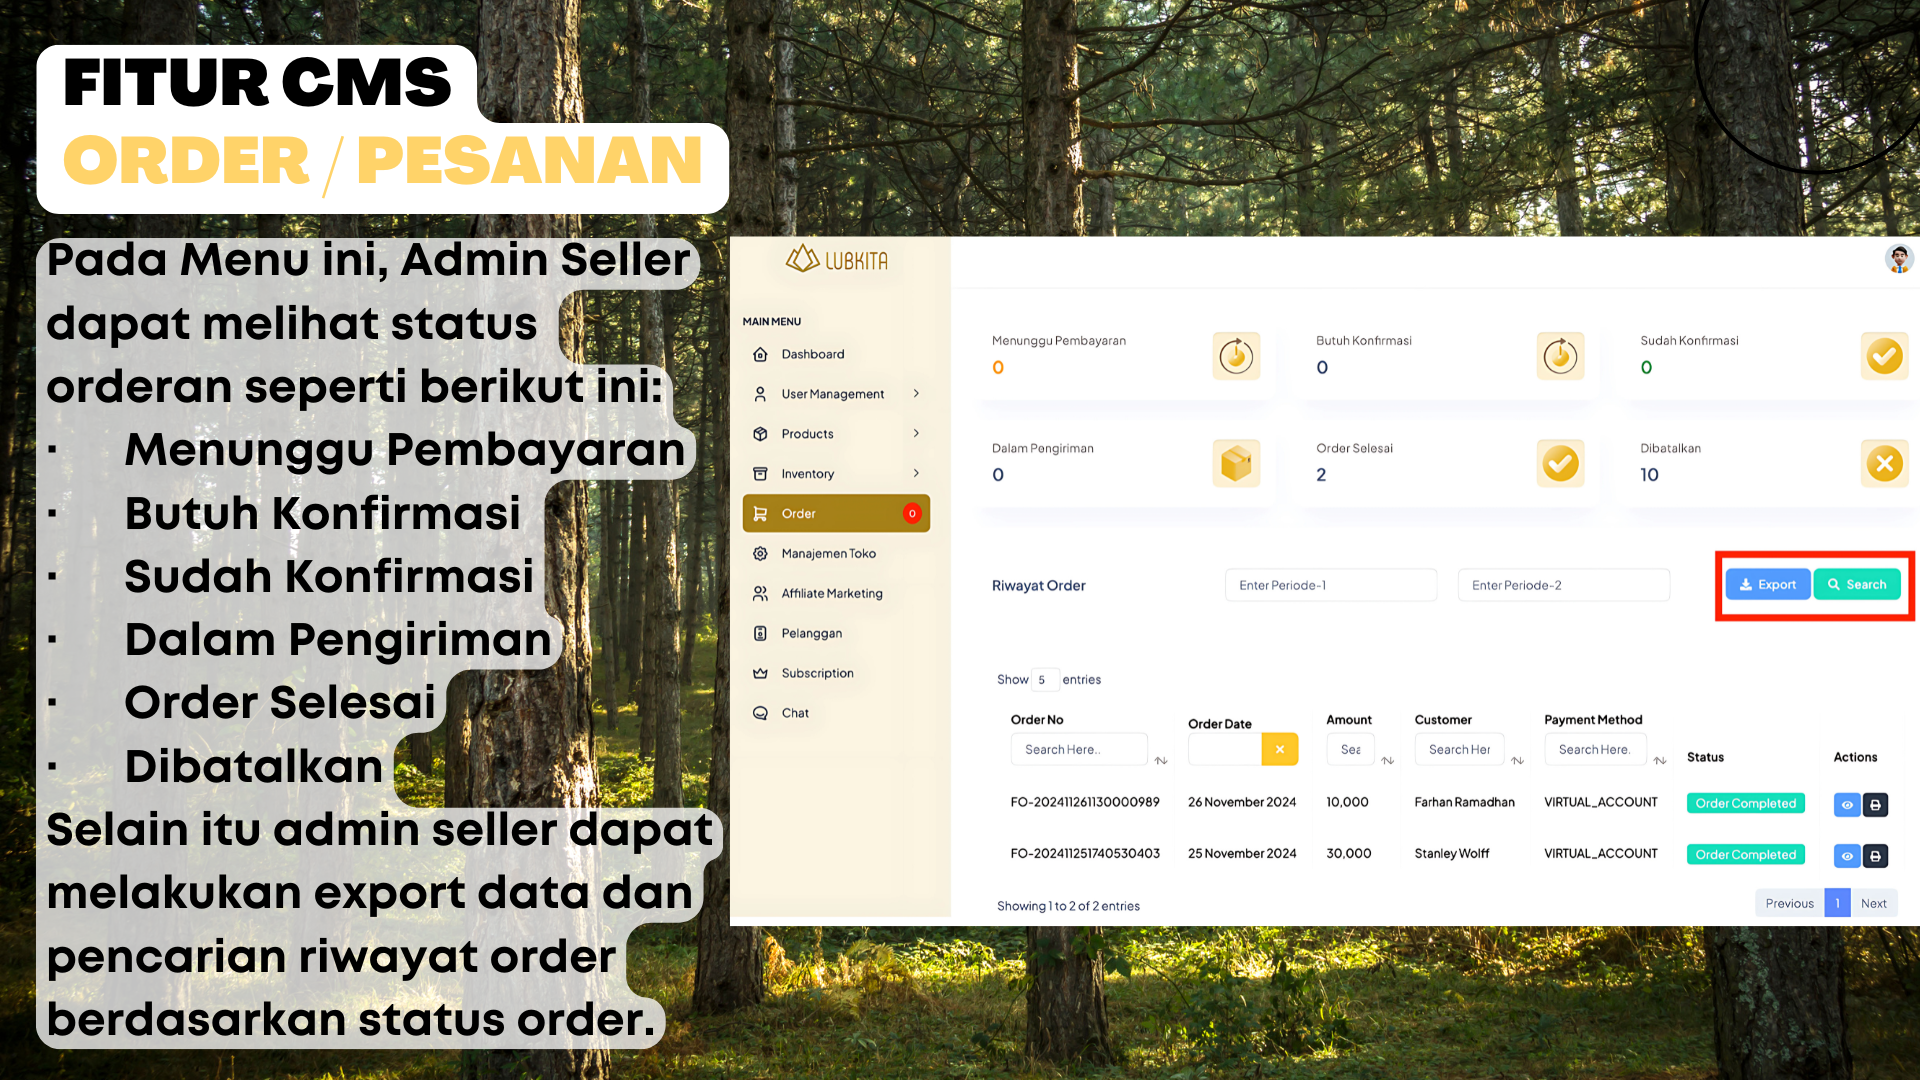 FITUR CMS
ORDER / PESANAN
Pada Menu ini, Admin Seller
dapat melihat status
orderan seperti berikut ini:
· Menunggu Pembayaran
· Butuh Konfirmasi
· Sudah Konfirmasi
· Dalam Pengiriman
· Order Selesai
· Dibatalkan
Selain itu admin seller dapat
melakukan export data dan
pencarian riwayat order
berdasarkan status order.
LUBKITA
MAIN MENU
Dashboard
User Management
Products
Inventory
Order 0
Manajemen Toko
Affiliate Marketing
Pelanggan
Subscription
Chat
Menunggu Pembayaran
0
Butuh Konfirmasi
0
Sudah Konfirmasi
0
Dalam Pengiriman
0
Order Selesai
2
Dibatalkan
10
Riwayat Order Enter Periode-1 Enter Periode-2 Export Search
Show 5 entries
Order No Order Date Amount Customer Payment Method Status Actions
Search Here.. × Sea Search Her Search Here.
FO-202411261130000989 26 November 2024 10,000 Farhan Ramadhan VIRTUAL_ACCOUNT Order Completed
FO-202411251740530403 25 November 2024 30,000 Stanley Wolff VIRTUAL_ACCOUNT Order Completed
Showing 1 to 2 of 2 entries
Previous 1 Next